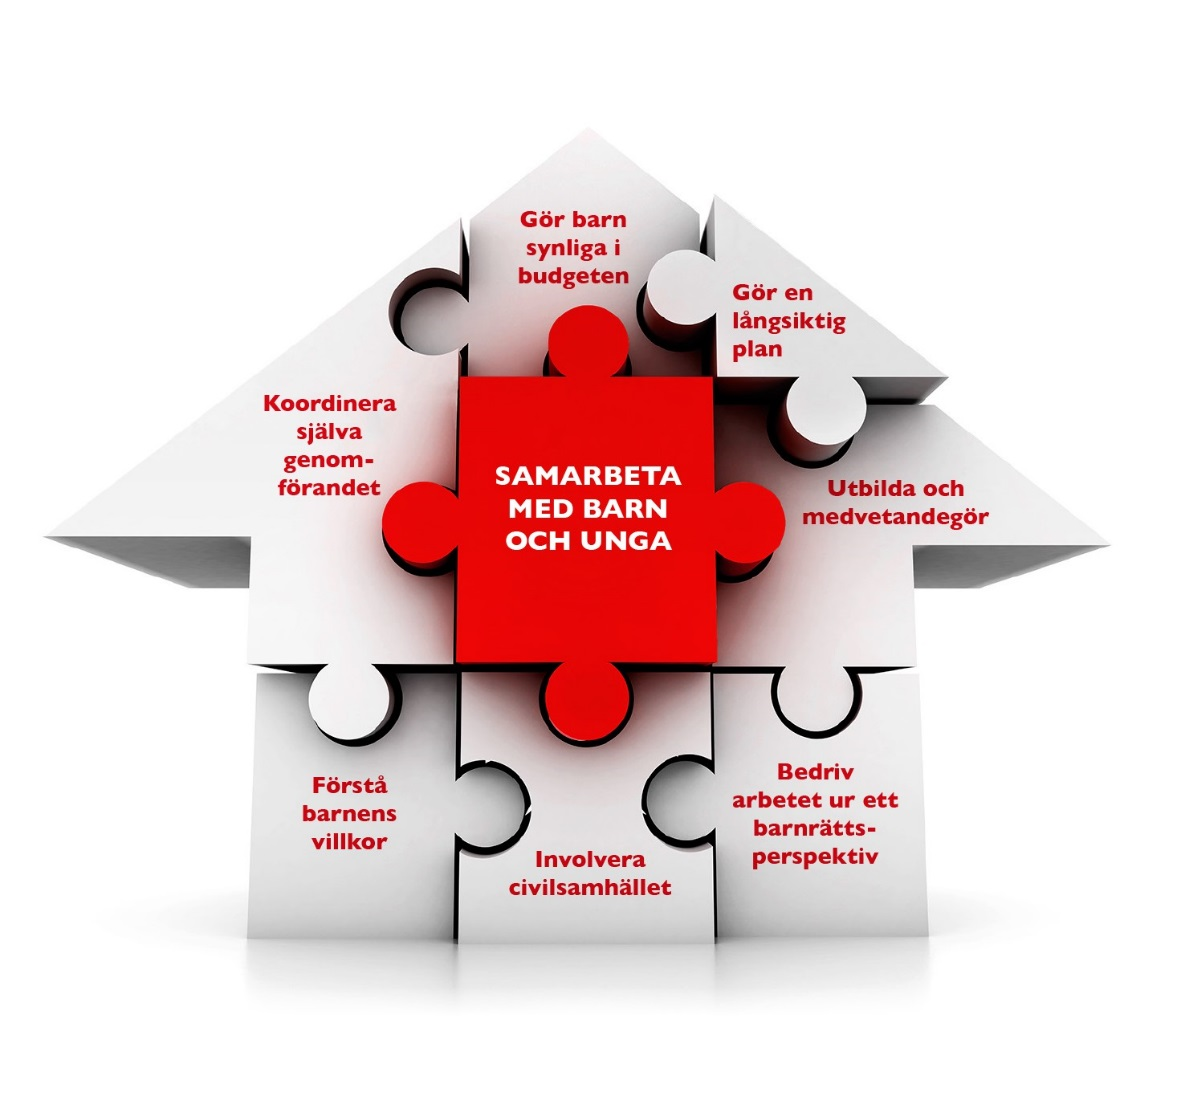 Gör barn
synliga i
budgeten
Gör en
långsiktig
plan
Koordinera
själva
genom-
förandet
SAMARBETA
MED BARN
OCH UNGA
Utbilda och
medvetandegör
Förstå
barnens
villkor
Involvera
civilsamhället
Bedriv
arbetet ur ett
barnrätts-
perspektiv